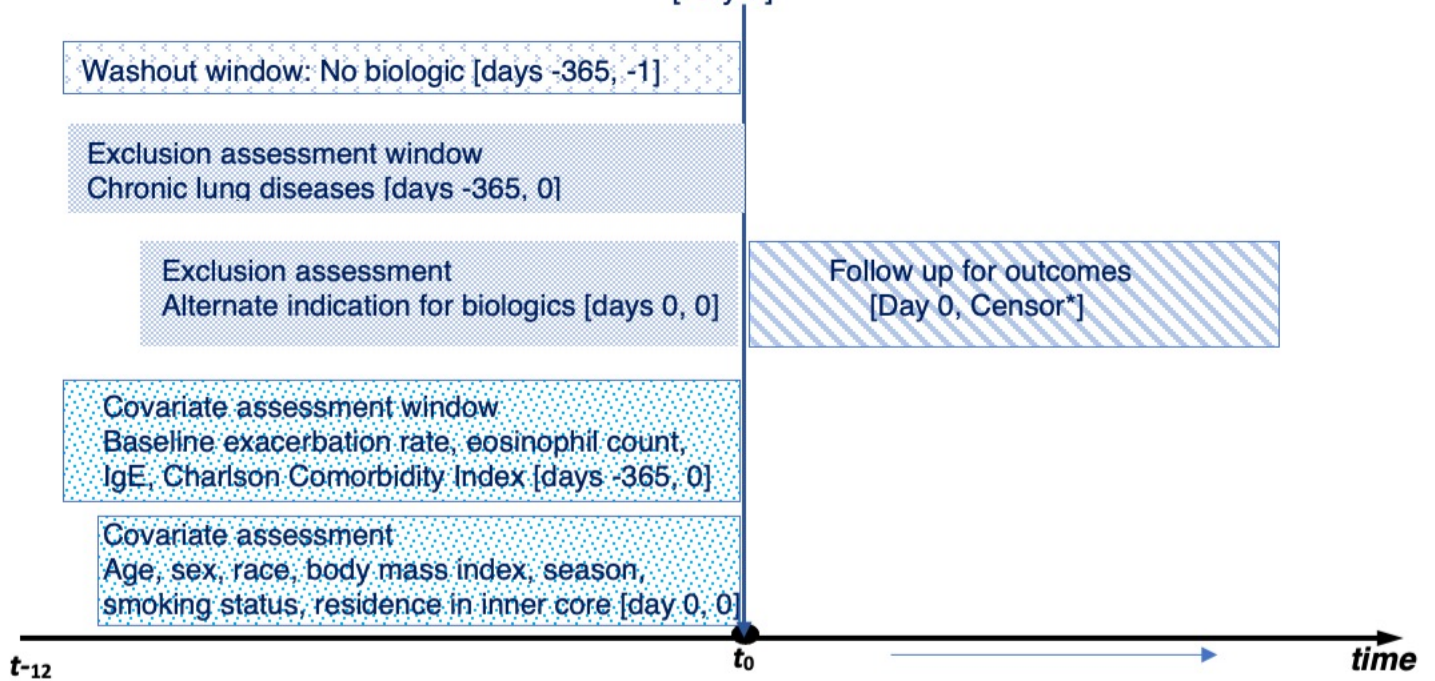 Washout window: No biologic [days -365, -1]
Exclusion assessment window
Chronic lung diseases [days -365, 0]
Exclusion assessment
Alternate indication for biologics [days 0, 0]
Follow up for outcomes
[Day 0, Censor*]
Covariate assessment window
Baseline exacerbation rate, eosinophil count,
IgE, Charlson Comorbidity Index [days -365, 0]
Covariate assessment
Age, sex, race, body mass index, season,
smoking status, residence in inner core [day 0, 0]
t-12
t0
time